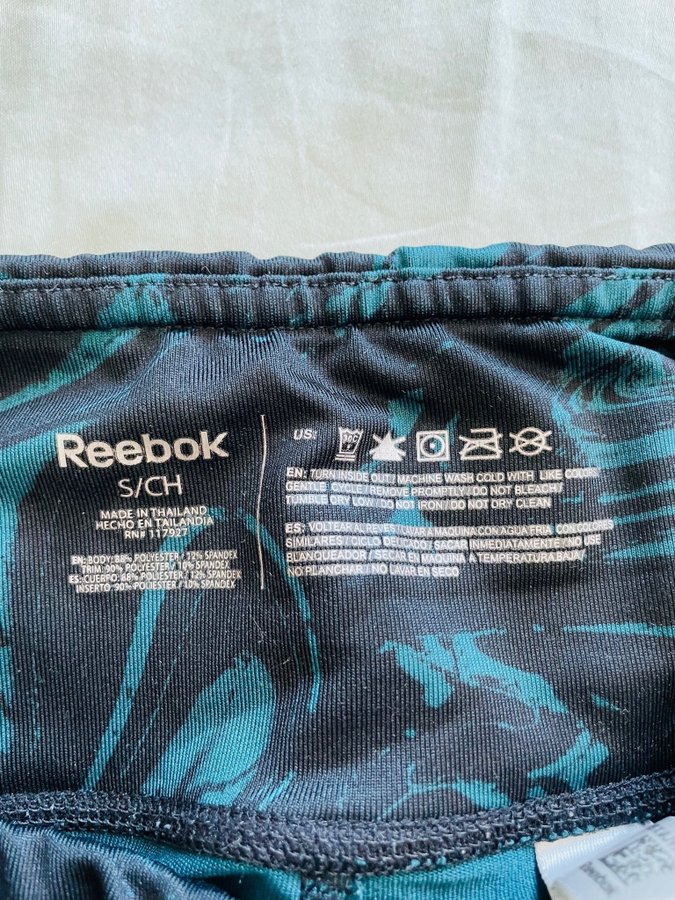 Reebok
S/CH
MADE IN THAILAND
HECHO EN TAILANDIA
RN# 117927
EN: BODY: 88% POLYESTER / 12% SPANDEX
TRIM: 90% POLYESTER / 10% SPANDEX
ES: CUERPO: 88% POLYESTER / 12% SPANDEX
INSERTO: 90% POLYESTER / 10% SPANDEX
US:
EN: TURN INSIDE OUT / MACHINE WASH COLD WITH LIKE COLORS
GENTLE REMOVE PROMPTLY / DO NOT BLEACH
TUMBLE DRY LOW / DO NOT IRON / DO NOT DRY CLEAN
ES: VOLTEAR AL REVES / LAVAR A MAQUINA CON AGUA FRIA CON COLORES
SIMILARES / CICLO INMEDIATAMENTE / NO USE
BLANQUEADOR / SECAR EN A TEMPERATURA BAJA
NO PLANCHAR / NO LAVAR EN SECO